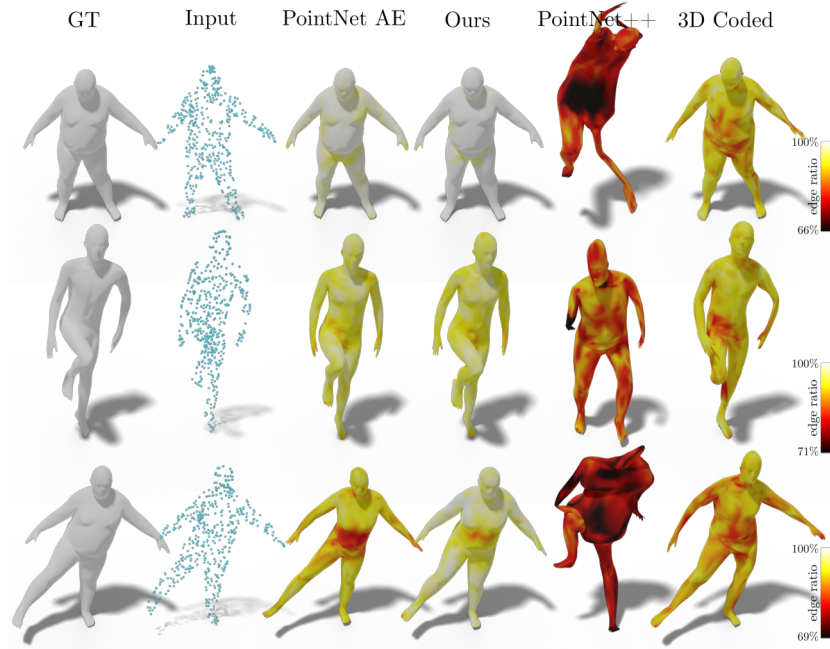 GT Input PointNet AE Ours PointNet++ 3D Coded
100%
edge ratio
66%
100%
edge ratio
71%
100%
edge ratio
69%